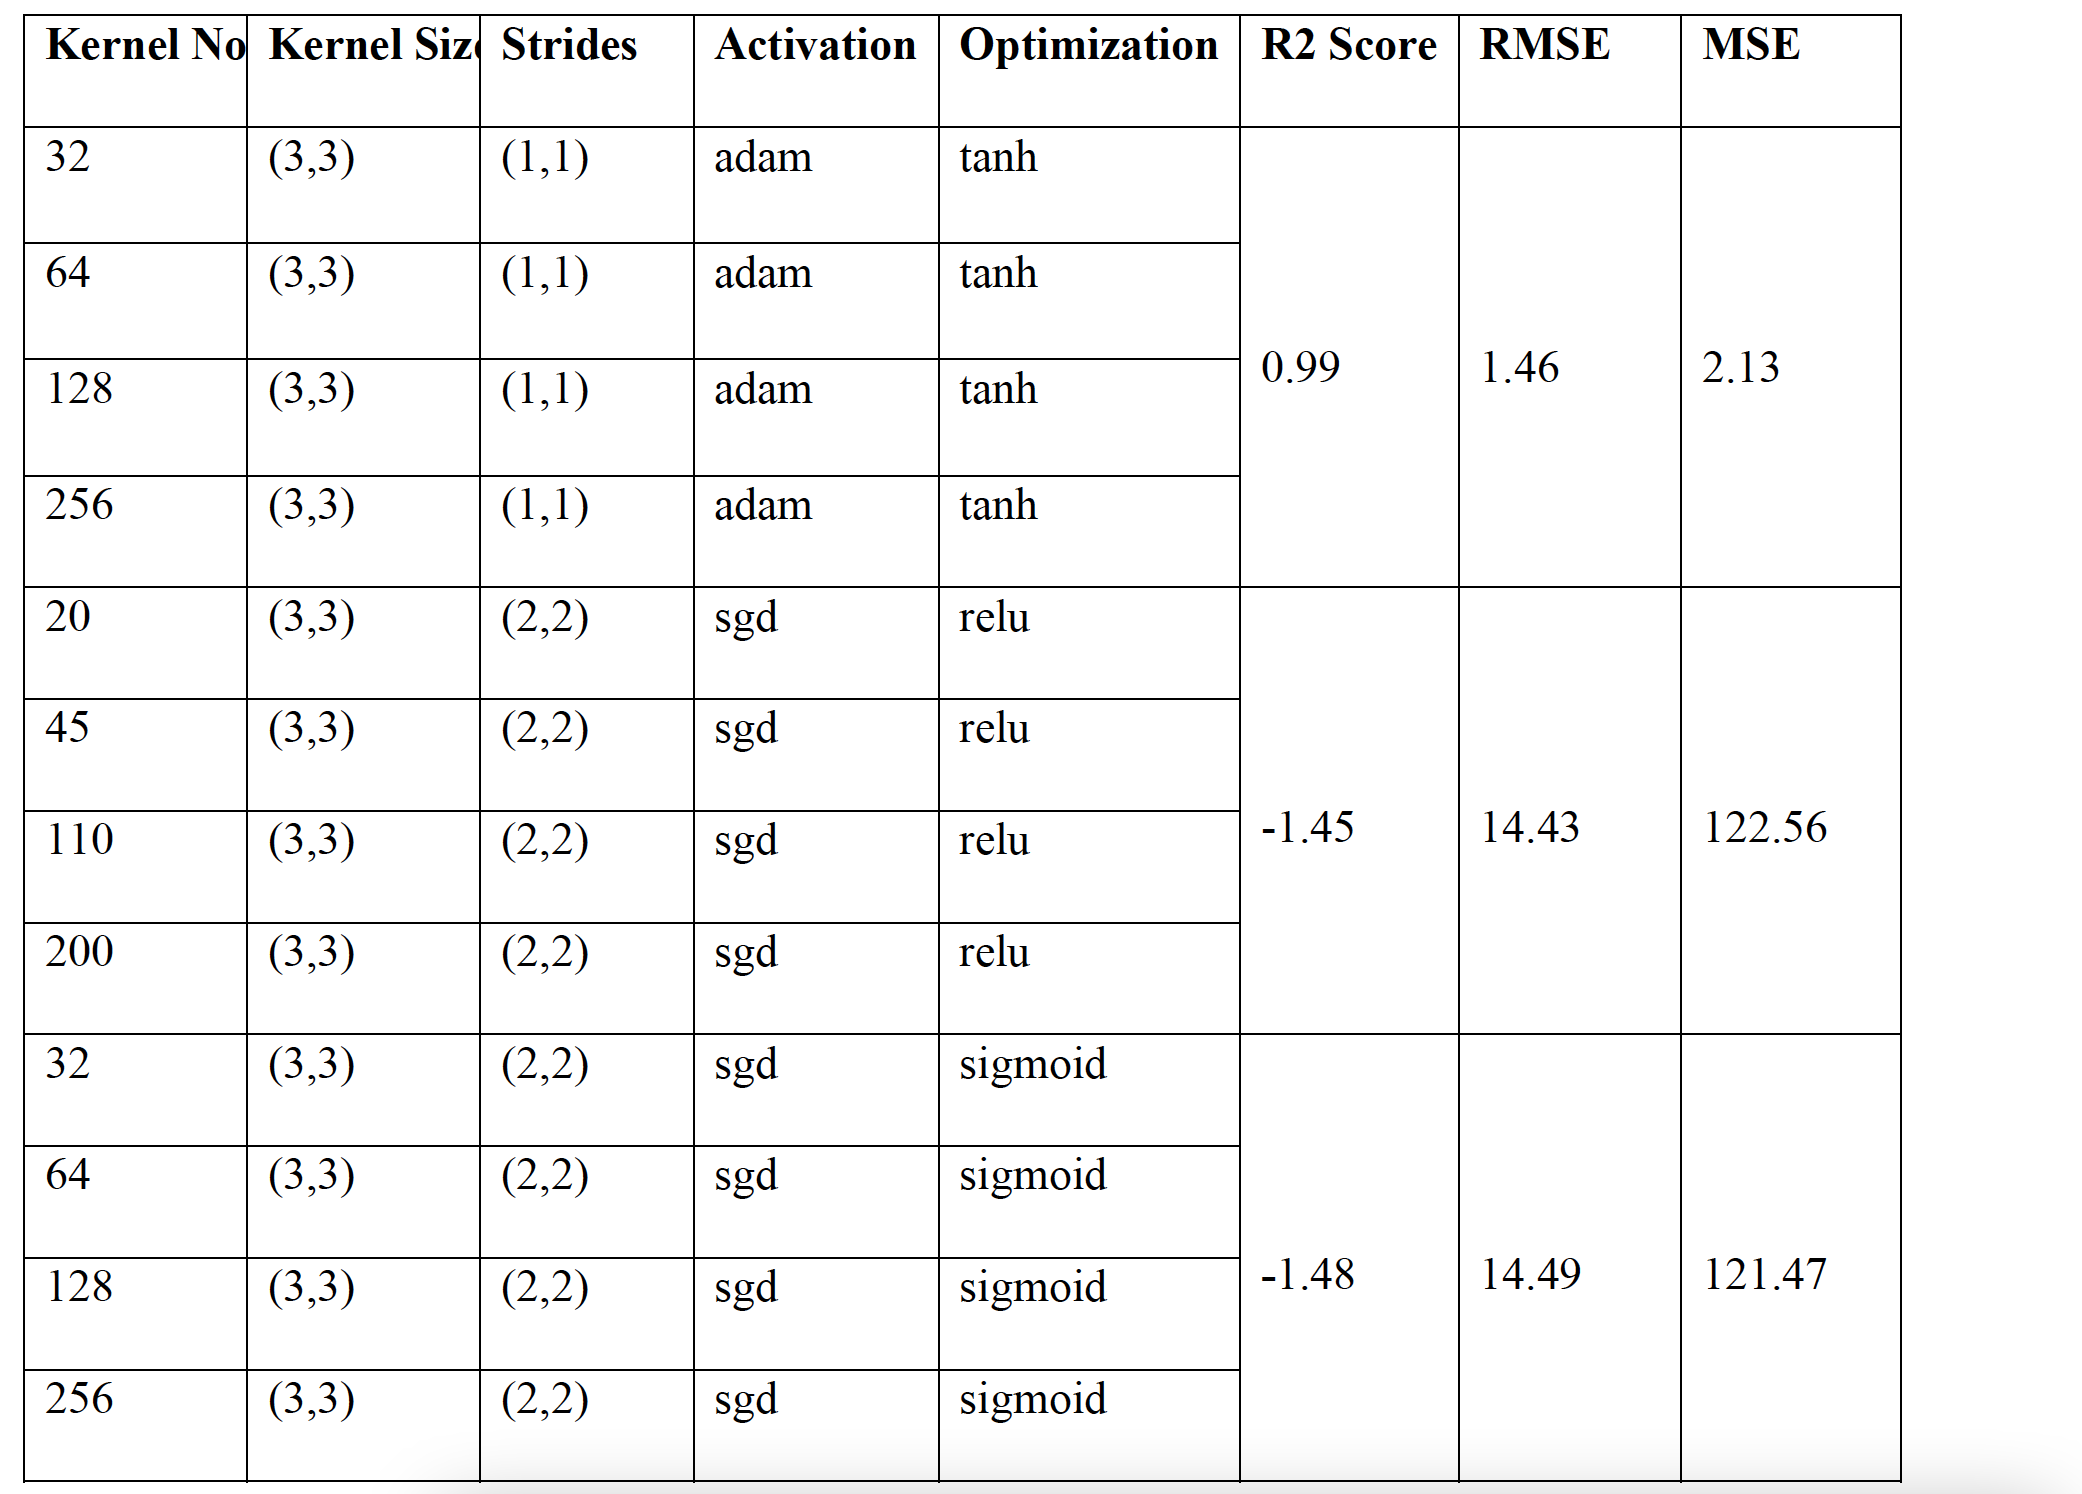 Kernel No Kernel Size Strides Activation Optimization R2 Score RMSE MSE
32 (3,3) (1,1) adam tanh
64 (3,3) (1,1) adam tanh
0.99 1.46 2.13
128 (3,3) (1,1) adam tanh
256 (3,3) (1,1) adam tanh
20 (3,3) (2,2) sgd relu
45 (3,3) (2,2) sgd relu
-1.45 14.43 122.56
110 (3,3) (2,2) sgd relu
200 (3,3) (2,2) sgd relu
32 (3,3) (2,2) sgd sigmoid
64 (3,3) (2,2) sgd sigmoid
-1.48 14.49 121.47
128 (3,3) (2,2) sgd sigmoid
256 (3,3) (2,2) sgd sigmoid